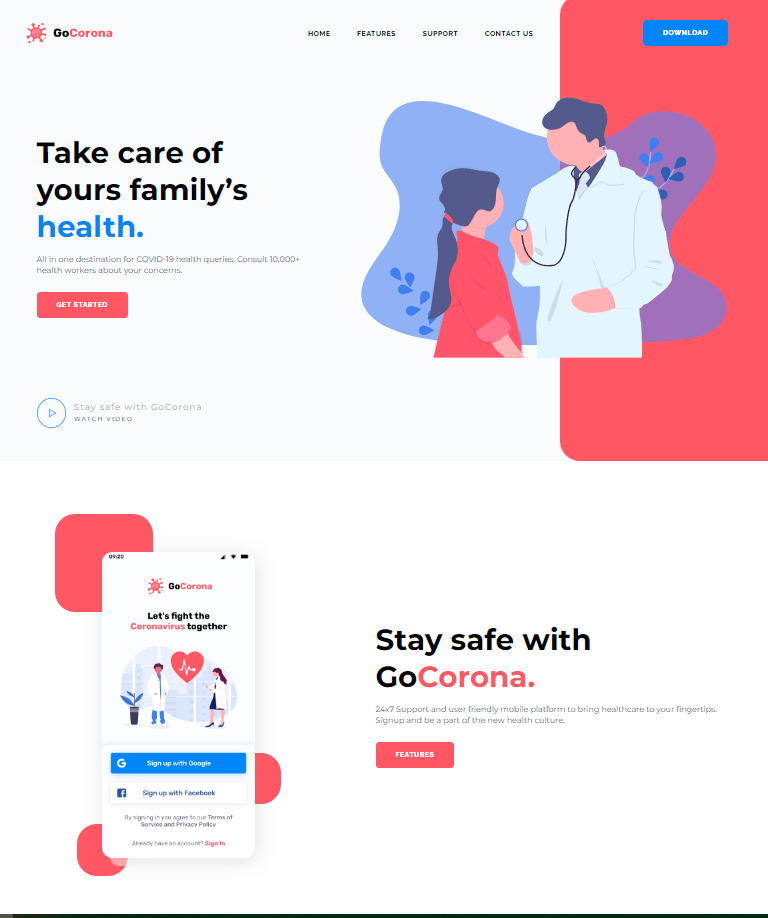 GoCorona
HOME FEATURES SUPPORT CONTACT US
DOWNLOAD
Take care of
yours family’s
health.
All in one destination for COVID-19 health queries. Consult 10,000+
health workers about your concerns.
GET STARTED
Stay safe with GoCorona
WATCH VIDEO
09:20
GoCorona
Let's fight the
Coronavirus together
Sign up with Google
Sign up with Facebook
By signing in you agree to our Terms of
Service and Privacy Policy
Already have an account? Sign In
Stay safe with
GoCorona.
24x7 Support and user friendly mobile platform to bring healthcare to your fingertips.
Signup and be a part of the new health culture.
FEATURES